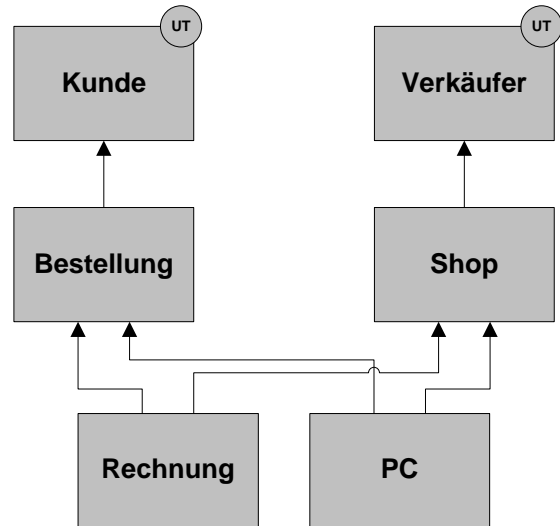 UT
UT
Kunde
Verkäufer
Bestellung
Shop
Rechnung
PC